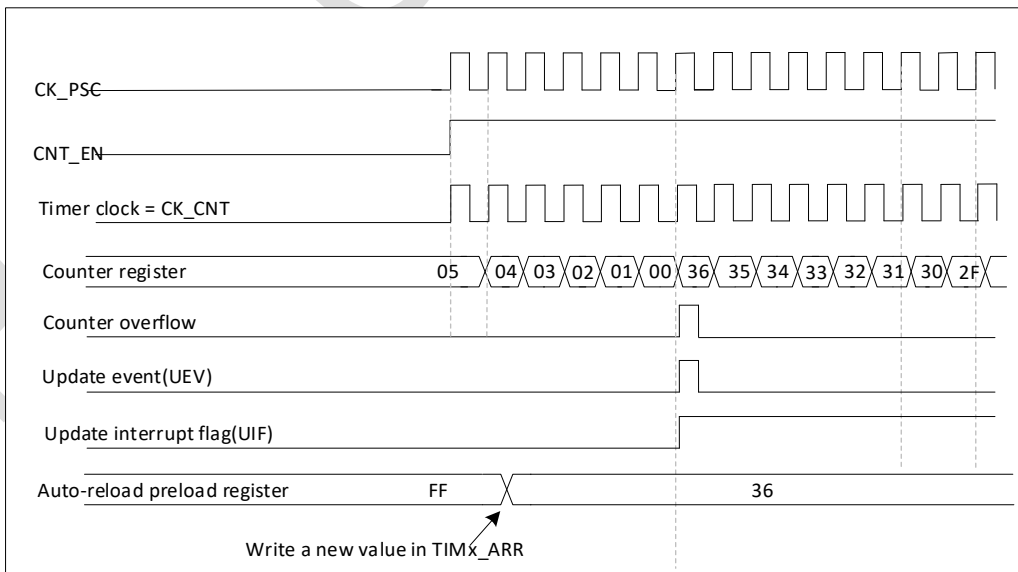 CK_PSC
CNT_EN
Timer clock = CK_CNT
Counter register 05 04 03 02 01 00 36 35 34 33 32 31 30 2F
Counter overflow
Update event(UEV)
Update interrupt flag(UIF)
Auto-reload preload register FF 36
Write a new value in TIMx_ARR